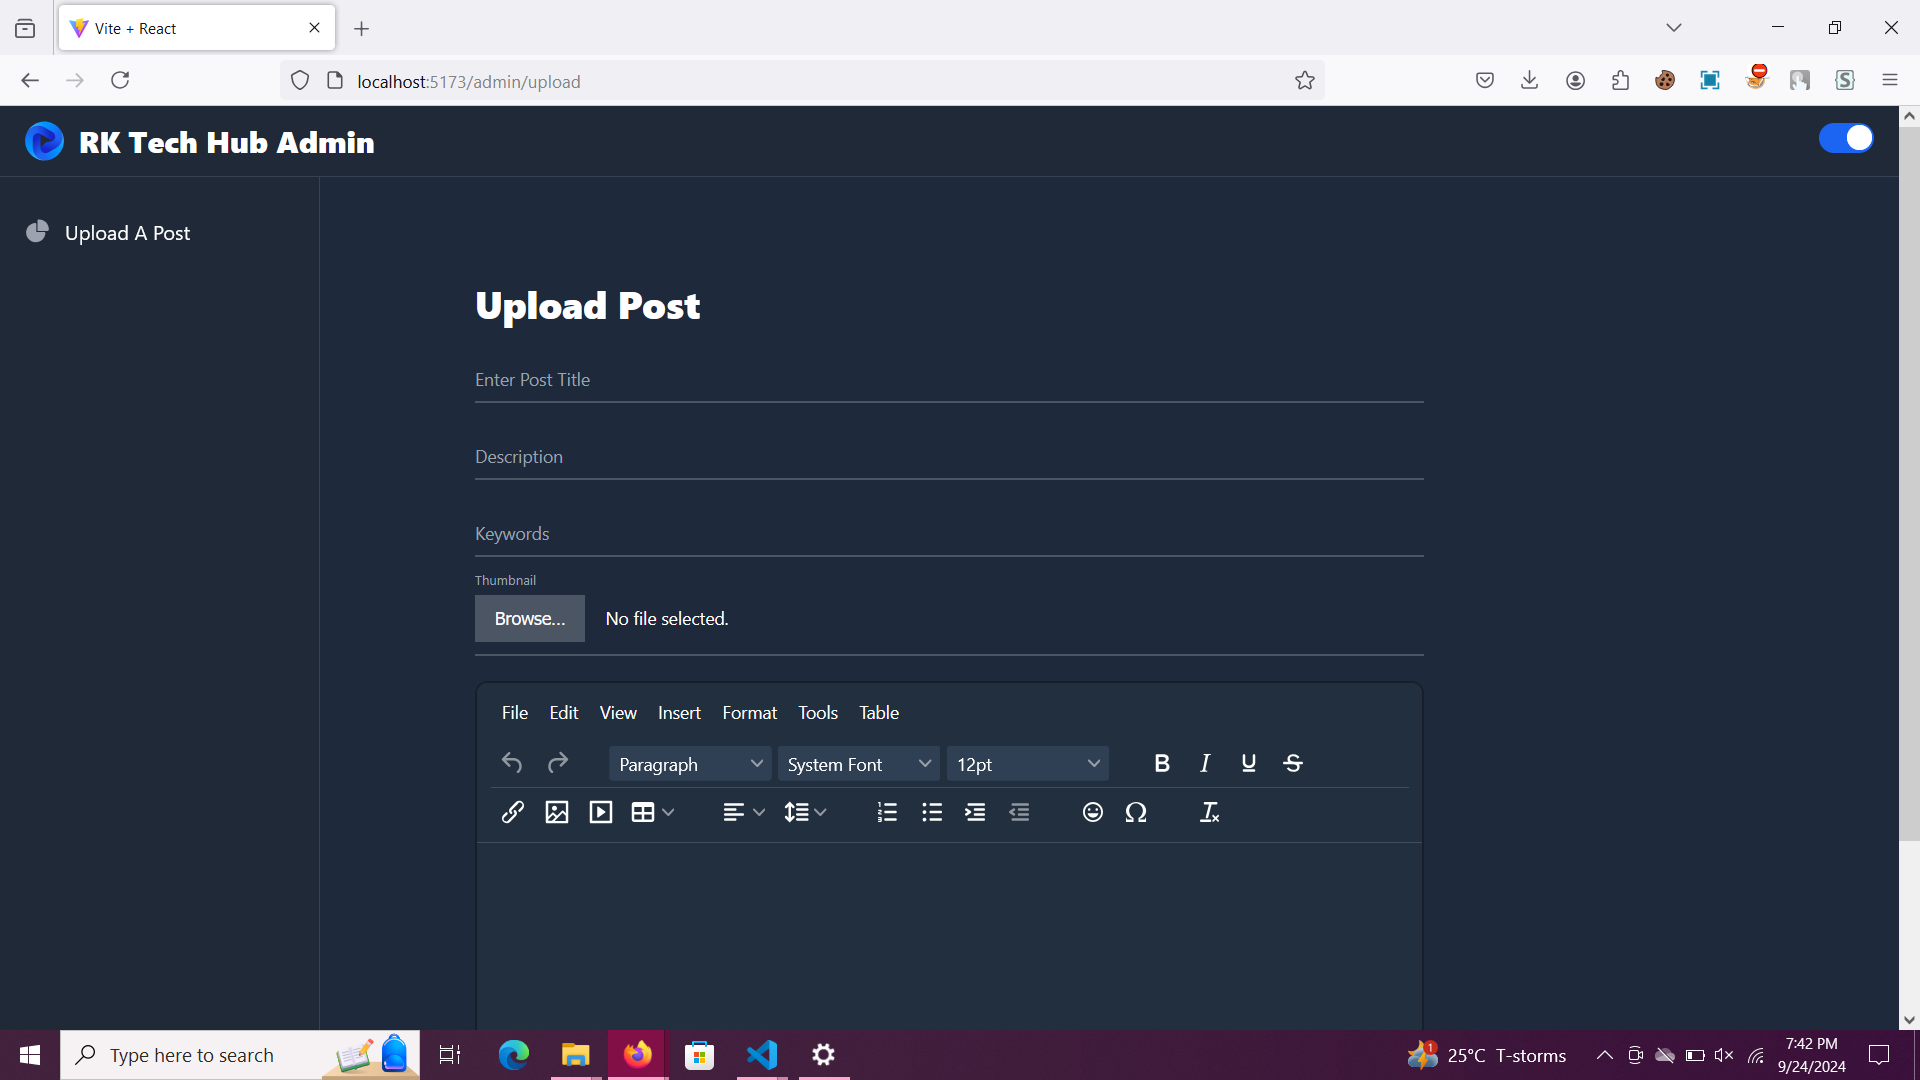 Vite + React
localhost:5173/admin/upload
RK Tech Hub Admin
Upload A Post
Upload Post
Enter Post Title
Description
Keywords
Thumbnail
Browse... No file selected.
File Edit View Insert Format Tools Table
Paragraph System Font 12pt B I U S
Type here to search
1 25°C T-storms
7:42 PM
9/24/2024